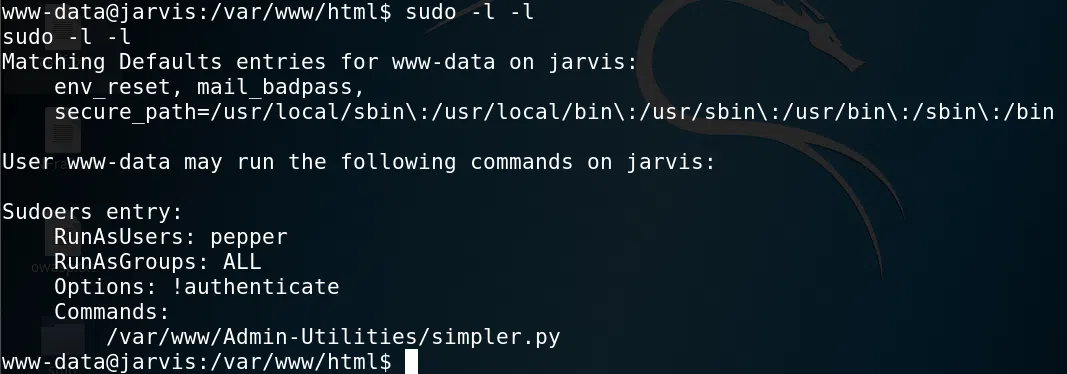 www-data@jarvis:/var/www/html$ sudo -l -l
sudo -l -l
Matching Defaults entries for www-data on jarvis:
    env_reset, mail_badpass,
    secure_path=/usr/local/sbin\:/usr/local/bin\:/usr/sbin\:/usr/bin\:/sbin\:/bin

User www-data may run the following commands on jarvis:

Sudoers entry:
    RunAsUsers: pepper
    RunAsGroups: ALL
    Options: !authenticate
    Commands:
        /var/www/Admin-Utilities/simpler.py
www-data@jarvis:/var/www/html$